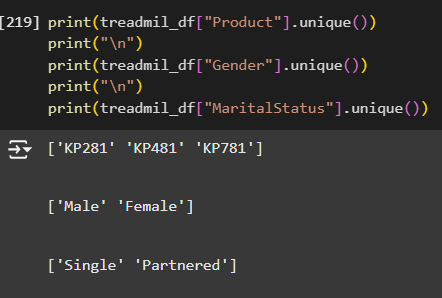 [219] print(treadmil_df["Product"].unique())
print("\n")
print(treadmil_df["Gender"].unique())
print("\n")
print(treadmil_df["MaritalStatus"].unique())
['KP281' 'KP481' 'KP781']
['Male' 'Female']
['Single' 'Partnered']